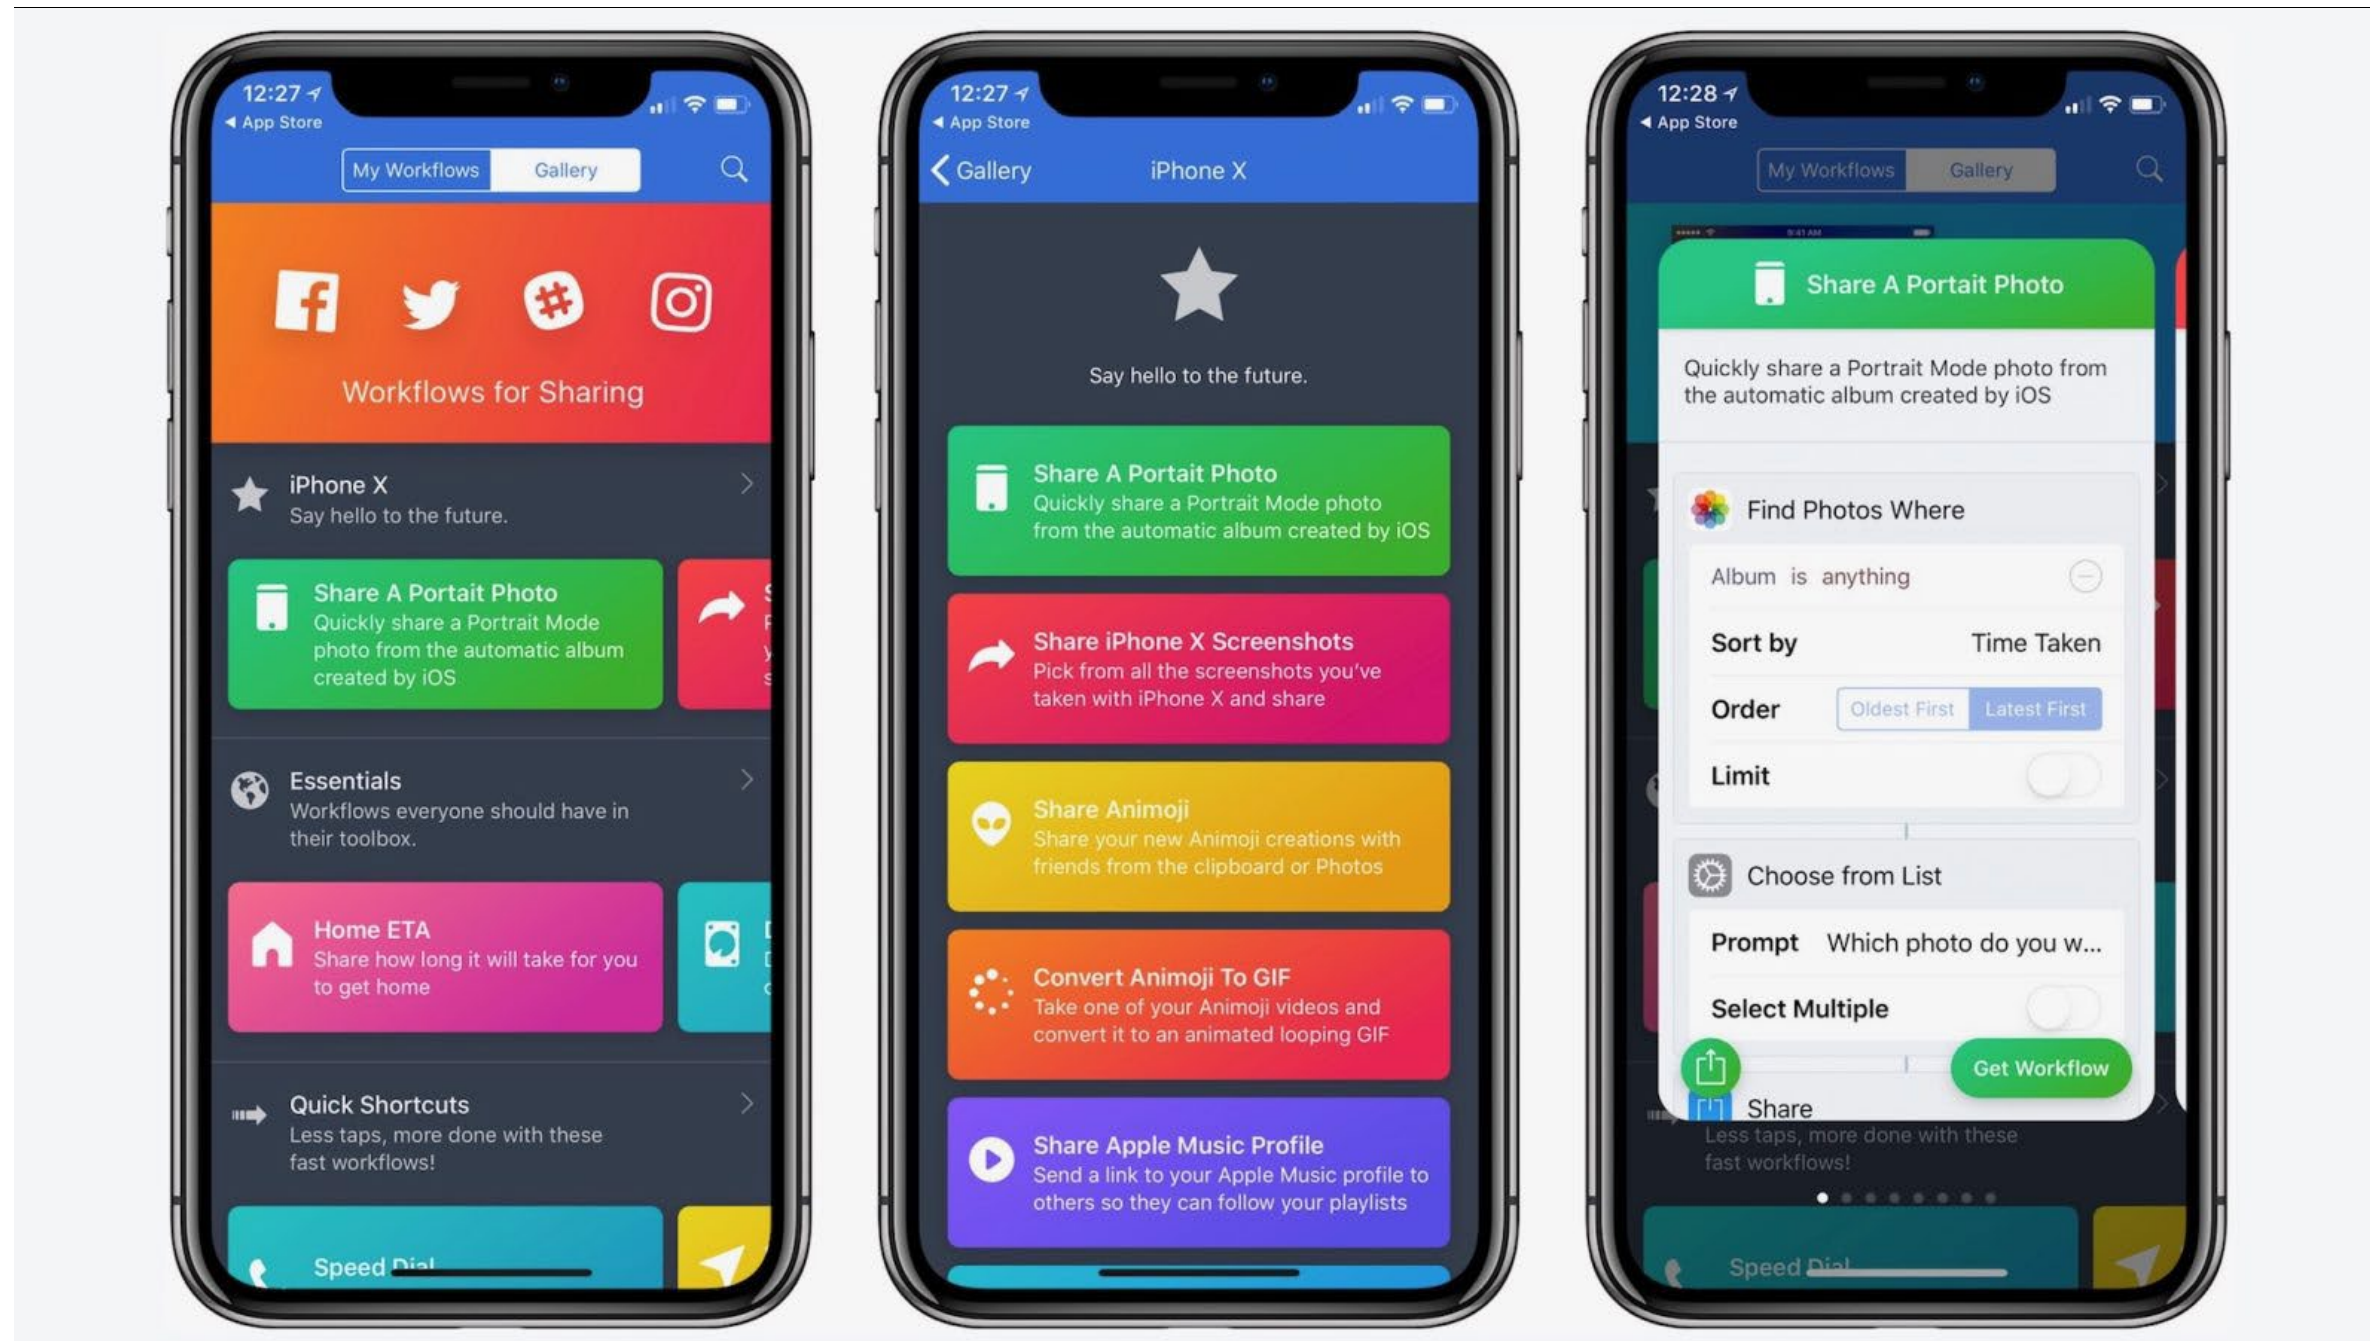 12:27
App Store
My Workflows
Gallery
Workflows for Sharing
iPhone X
Say hello to the future.
Share A Portait Photo
Quickly share a Portrait Mode
photo from the automatic album
created by iOS
Essentials
Workflows everyone should have in
their toolbox.
Home ETA
Share how long it will take for you
to get home
Quick Shortcuts
Less taps, more done with these
fast workflows!
Speed Dial
12:27
App Store
Gallery
iPhone X
Say hello to the future.
Share A Portait Photo
Quickly share a Portrait Mode photo
from the automatic album created by iOS
Share iPhone X Screenshots
Pick from all the screenshots you've
taken with iPhone X and share
Share Animoji
Share your new Animoji creations with
friends from the clipboard or Photos
Convert Animoji To GIF
Take one of your Animoji videos and
convert it to an animated looping GIF
Share Apple Music Profile
Send a link to your Apple Music profile to
others so they can follow your playlists
12:28
App Store
My Workflows
Gallery
9:41 AM
Share A Portait Photo
Quickly share a Portrait Mode photo from
the automatic album created by iOS
Find Photos Where
Album is anything
Sort by Time Taken
Order Oldest First Latest First
Limit
Choose from List
Prompt Which photo do you w...
Select Multiple
Get Workflow
Share
Less taps, more done with these
fast workflows!
Speed Dial